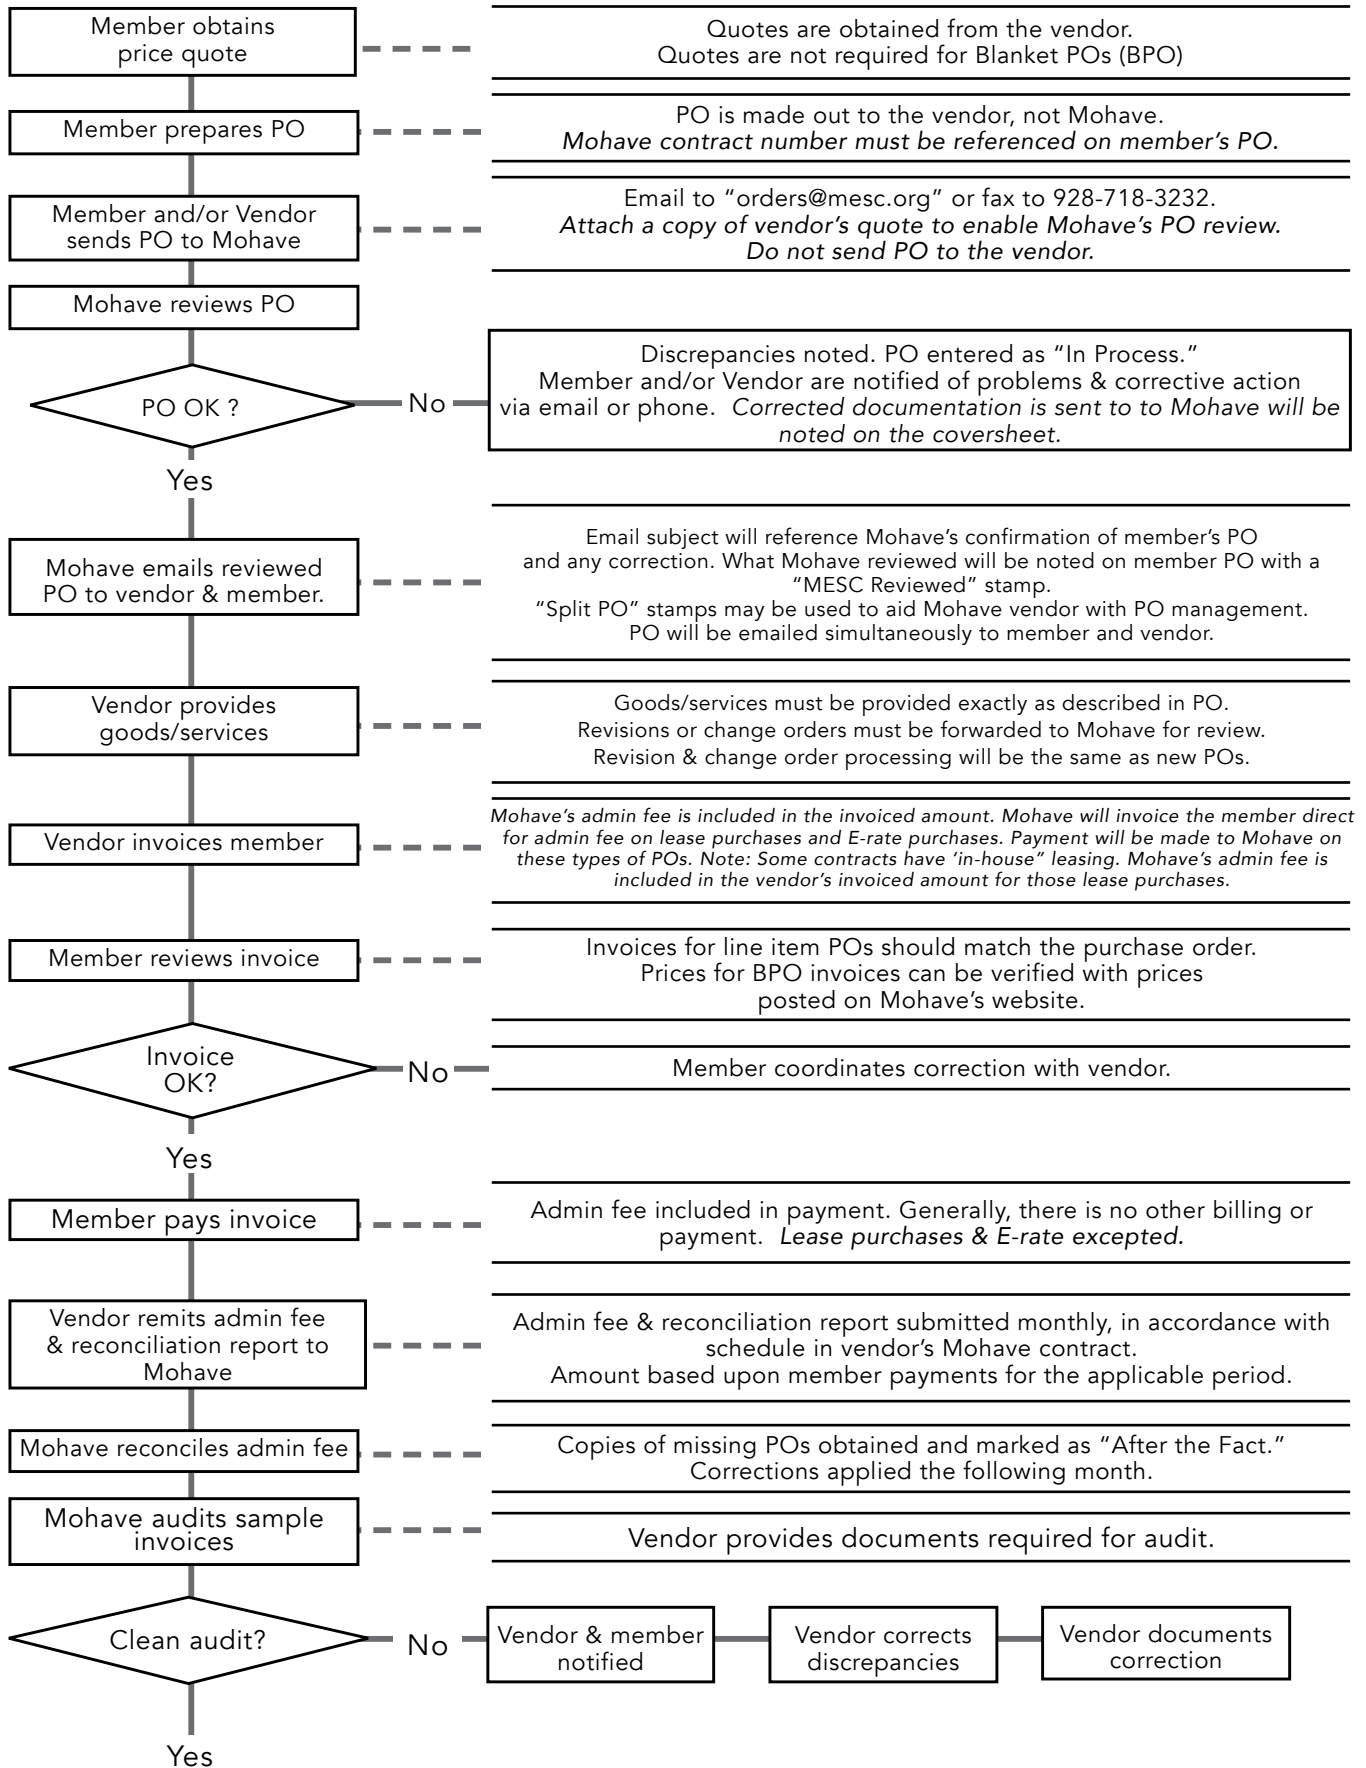 Member obtains
price quote
Quotes are obtained from the vendor.
Quotes are not required for Blanket POs (BPO)
Member prepares PO
PO is made out to the vendor, not Mohave.
Mohave contract number must be referenced on member’s PO.
Member and/or Vendor
sends PO to Mohave
Email to “orders@mesc.org” or fax to 928-718-3232.
Attach a copy of vendor’s quote to enable Mohave’s PO review.
Do not send PO to the vendor.
Mohave reviews PO
PO OK ?
No
Discrepancies noted. PO entered as “In Process.”
Member and/or Vendor are notified of problems & corrective action
via email or phone. Corrected documentation is sent to to Mohave will be
noted on the coversheet.
Yes
Mohave emails reviewed
PO to vendor & member.
Email subject will reference Mohave’s confirmation of member’s PO
and any correction. What Mohave reviewed will be noted on member PO with a
“MESC Reviewed” stamp.
“Split PO” stamps may be used to aid Mohave vendor with PO management.
PO will be emailed simultaneously to member and vendor.
Vendor provides
goods/services
Goods/services must be provided exactly as described in PO.
Revisions or change orders must be forwarded to Mohave for review.
Revision & change order processing will be the same as new POs.
Vendor invoices member
Mohave’s admin fee is included in the invoiced amount. Mohave will invoice the member direct
for admin fee on lease purchases and E-rate purchases. Payment will be made to Mohave on
these types of POs. Note: Some contracts have ‘in-house” leasing. Mohave’s admin fee is
included in the vendor’s invoiced amount for those lease purchases.
Member reviews invoice
Invoices for line item POs should match the purchase order.
Prices for BPO invoices can be verified with prices
posted on Mohave’s website.
Invoice
OK?
No
Member coordinates correction with vendor.
Yes
Member pays invoice
Admin fee included in payment. Generally, there is no other billing or
payment. Lease purchases & E-rate excepted.
Vendor remits admin fee
& reconciliation report to
Mohave
Admin fee & reconciliation report submitted monthly, in accordance with
schedule in vendor’s Mohave contract.
Amount based upon member payments for the applicable period.
Mohave reconciles admin fee
Copies of missing POs obtained and marked as “After the Fact.”
Corrections applied the following month.
Mohave audits sample
invoices
Vendor provides documents required for audit.
Clean audit?
No
Vendor & member
notified
Vendor corrects
discrepancies
Vendor documents
correction
Yes